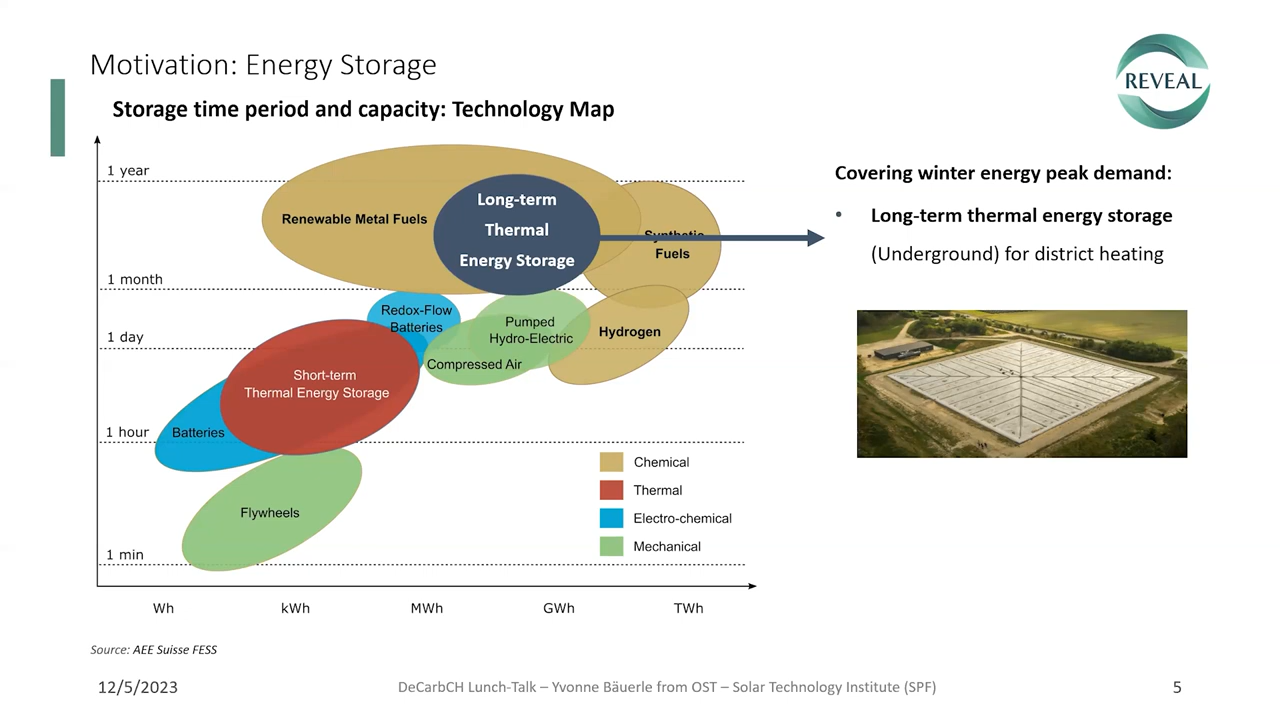 Motivation: Energy Storage
REVEAL
Storage time period and capacity: Technology Map
1 year
1 month
1 day
1 hour
1 min
Renewable Metal Fuels
Long-term
Thermal
Energy Storage
Synthetic
Fuels
Redox-Flow
Batteries
Pumped
Hydro-Electric
Hydrogen
Compressed Air
Short-term
Thermal Energy Storage
Batteries
Flywheels
Chemical
Thermal
Electro-chemical
Mechanical
Wh kWh MWh GWh TWh
Covering winter energy peak demand:
• Long-term thermal energy storage
(Underground) for district heating
Source: AEE Suisse FESS
12/5/2023
DeCarbCH Lunch-Talk – Yvonne Bäuerle from OST – Solar Technology Institute (SPF)
5